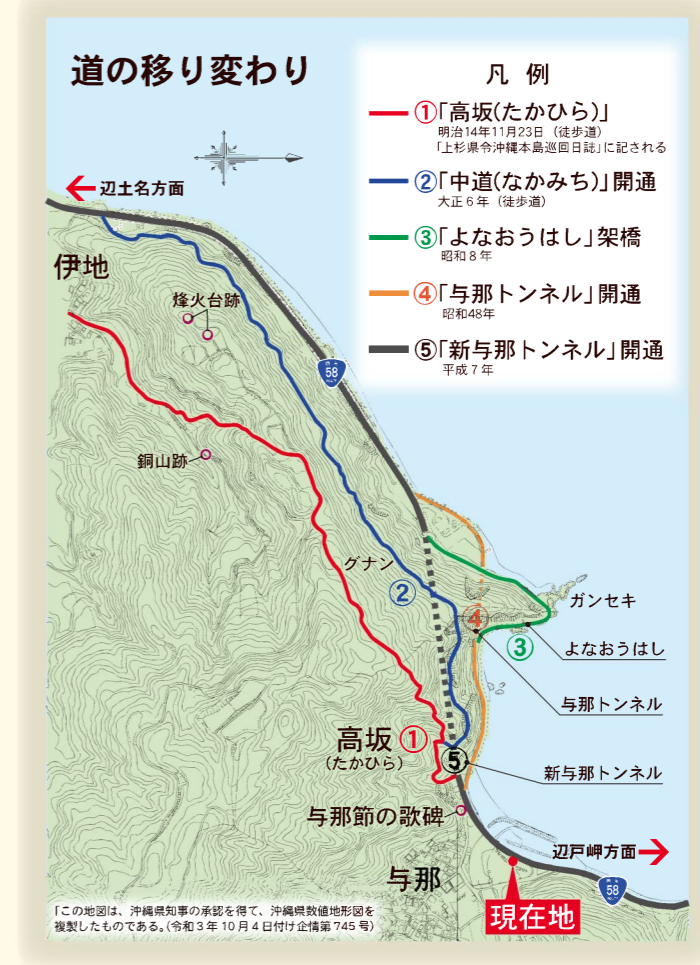 道の移り変わり
凡 例
①「高坂(たかひら)」
明治14年11月23日（徒歩道）
「上杉県令沖縄本島巡回日誌」に記される
②「中道(なかみち)」開通
大正6年（徒歩道）
③「よなおうはし」架橋
昭和8年
④「与那トンネル」開通
昭和48年
⑤「新与那トンネル」開通
平成7年
辺土名方面
伊地
烽火台跡
58
銅山跡
グナン
②
ガンセキ
④
③
よなおうはし
与那トンネル
高坂 ①
(たかひら)
⑤
新与那トンネル
与那節の歌碑
辺戸岬方面
与那
58
現在地
「この地図は、沖縄県知事の承認を得て、沖縄県数値地形図を
複製したものである。(令和3年10月4日付け企情第745号)